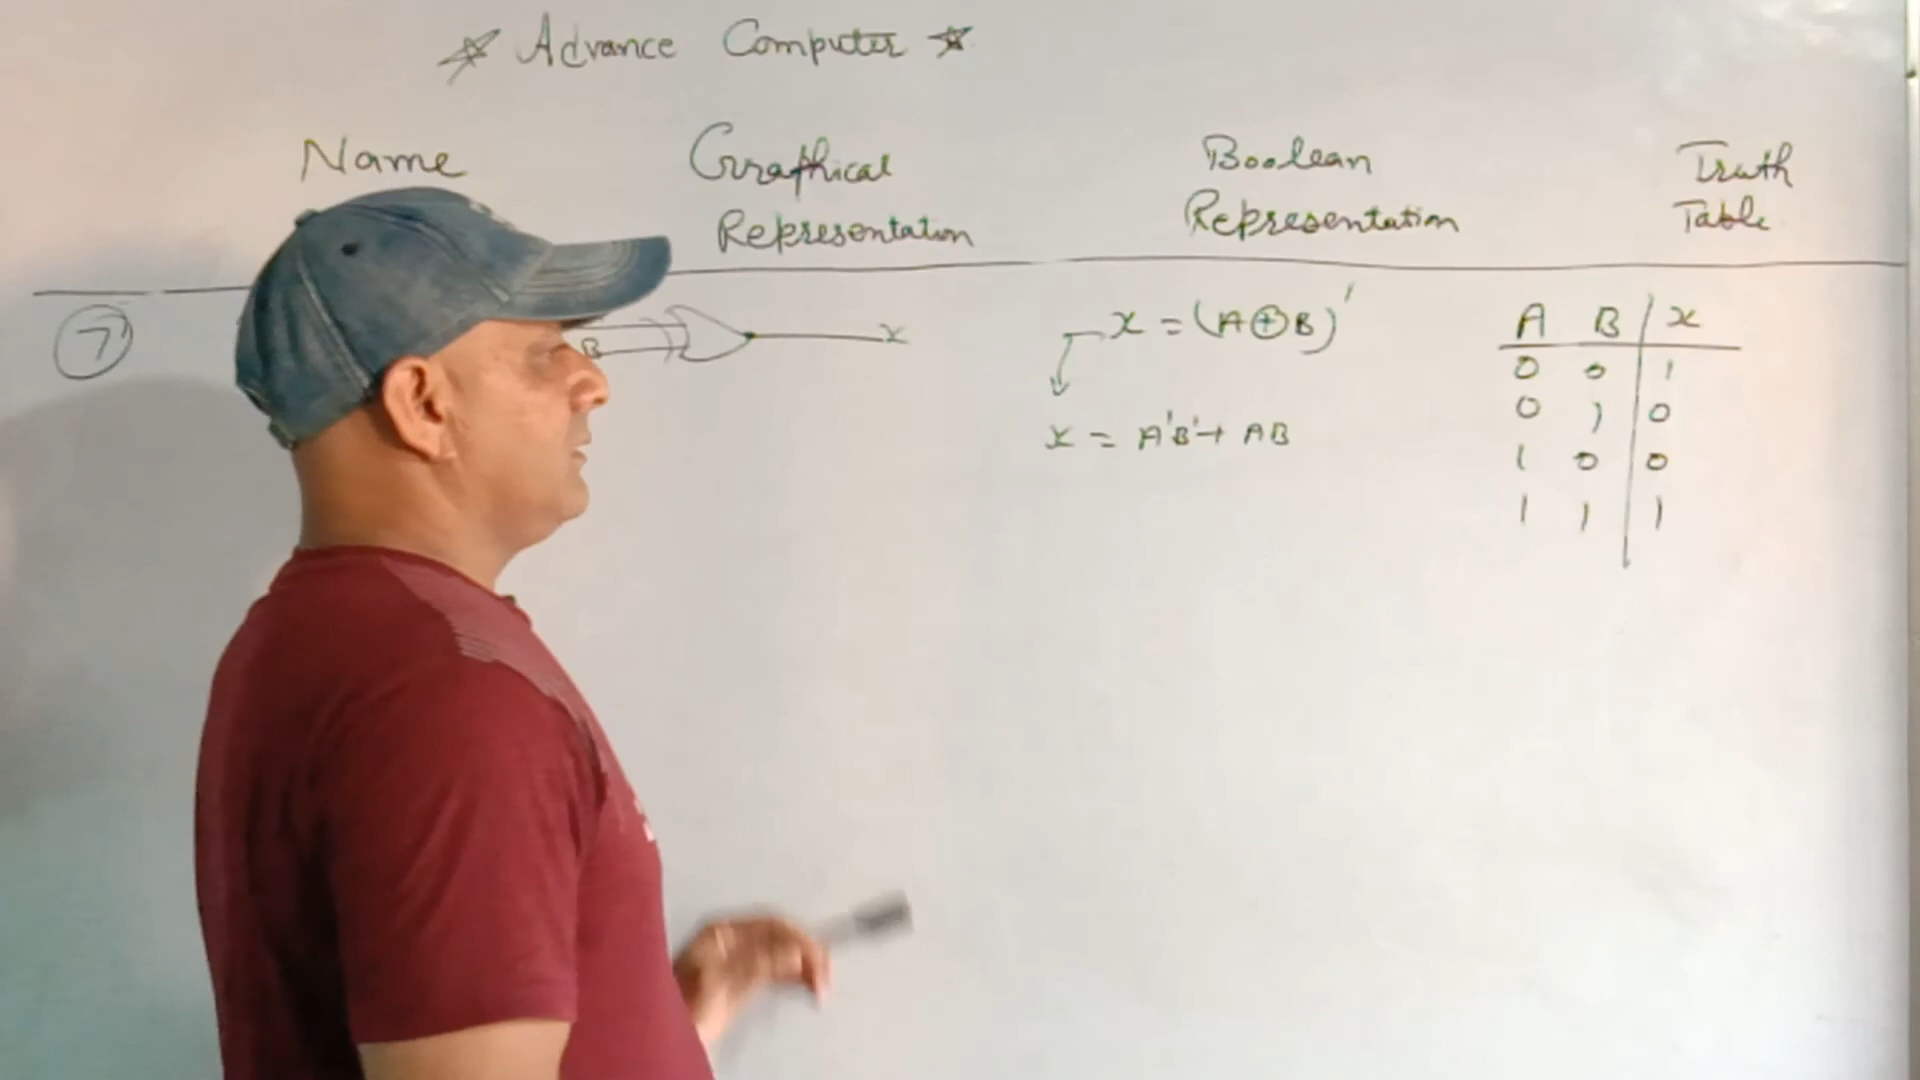 Advance Computer
Name Graphical Representation Boolean Representation Truth Table
7
B x
x = (A⊕B)'
x = A'B' + AB
A B x
0 0 1
0 1 0
1 0 0
1 1 1